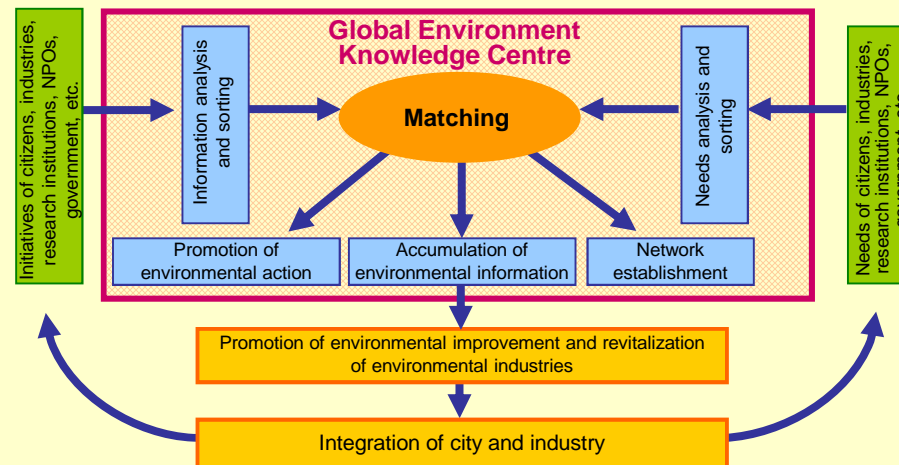 Global Environment
Knowledge Centre
Initiatives of citizens, industries,
research institutions, NPOs,
government, etc.
Information analysis
and sorting
Matching
Needs analysis and
sorting
Needs of citizens, industries,
research institutions, NPOs,
government, etc.
Promotion of
environmental action
Accumulation of
environmental information
Network
establishment
Promotion of environmental improvement and revitalization
of environmental industries
Integration of city and industry